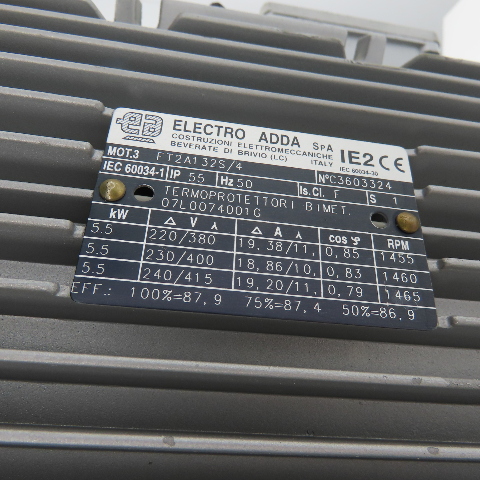 ea ELECTRO ADDA SpA
COSTRUZIONI ELETTROMECCANICHE
BEVERATE DI BRIVIO (LC) ITALY
IE2 CE
IEC 60034-30
MOT.3 FT2A132S/4
IEC 60034-1 IP 55 Hz 50 Is.Cl. F S 1
N°C3603324
TERMOPROTETTORI BIMET.
07L0074001G
kW Δ V Y Δ A Y cos φ RPM
5.5 220/380 19,38/11, 0,85 1455
5.5 230/400 18,86/10, 0,83 1460
5.5 240/415 19,20/11, 0,79 1465
EFF: 100%=87,9 75%=87,4 50%=86,9